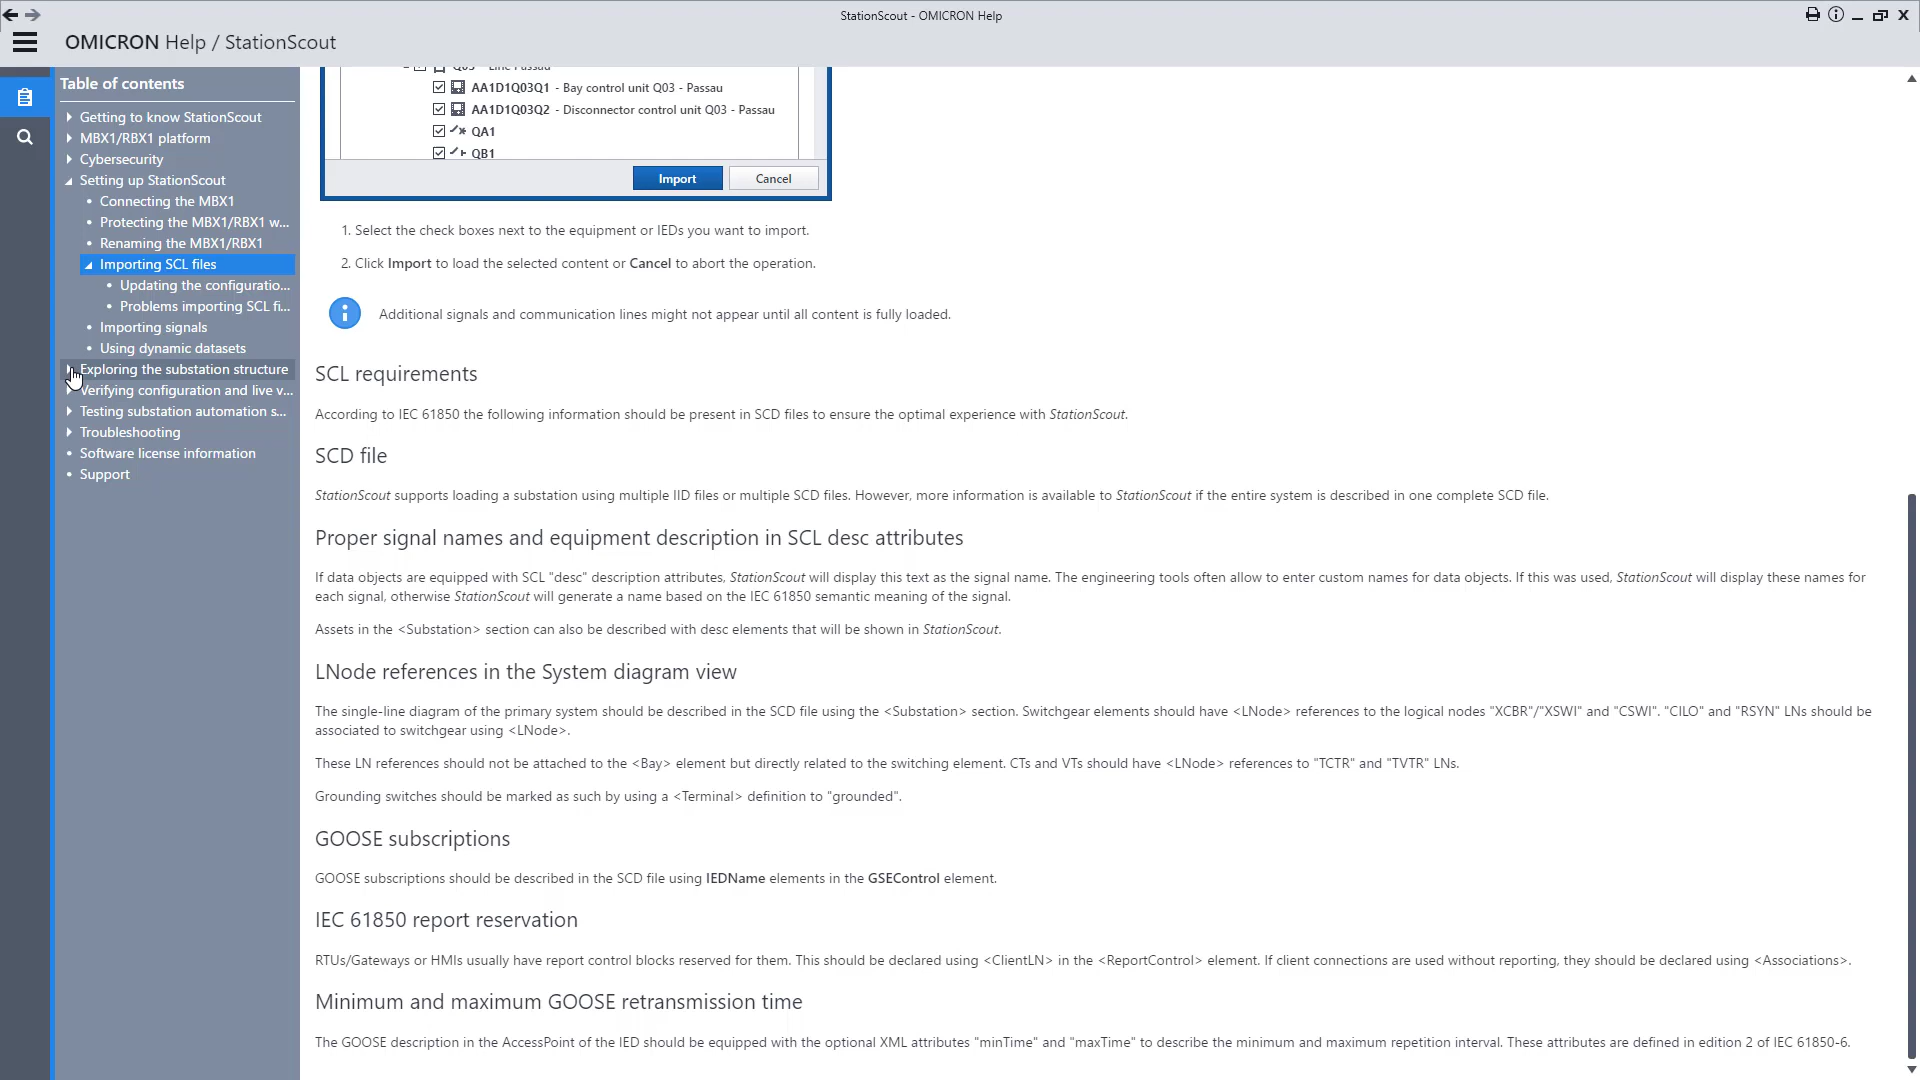 StationScout - OMICRON Help
OMICRON Help / StationScout
Table of contents
Getting to know StationScout
MBX1/RBX1 platform
Cybersecurity
Setting up StationScout
Connecting the MBX1
Protecting the MBX1/RBX1 w...
Renaming the MBX1/RBX1
Importing SCL files
Updating the configuratio...
Problems importing SCL fi...
Importing signals
Using dynamic datasets
Exploring the substation structure
Verifying configuration and live v...
Testing substation automation s...
Troubleshooting
Software license information
Support
Q03 - Line Passau
AA1D1Q03Q1 - Bay control unit Q03 - Passau
AA1D1Q03Q2 - Disconnector control unit Q03 - Passau
QA1
QB1
Import Cancel
1. Select the check boxes next to the equipment or IEDs you want to import.
2. Click Import to load the selected content or Cancel to abort the operation.
Additional signals and communication lines might not appear until all content is fully loaded.
SCL requirements
According to IEC 61850 the following information should be present in SCD files to ensure the optimal experience with StationScout.
SCD file
StationScout supports loading a substation using multiple IID files or multiple SCD files. However, more information is available to StationScout if the entire system is described in one complete SCD file.
Proper signal names and equipment description in SCL desc attributes
If data objects are equipped with SCL "desc" description attributes, StationScout will display this text as the signal name. The engineering tools often allow to enter custom names for data objects. If this was used, StationScout will display these names for
each signal, otherwise StationScout will generate a name based on the IEC 61850 semantic meaning of the signal.
Assets in the <Substation> section can also be described with desc elements that will be shown in StationScout.
LNode references in the System diagram view
The single-line diagram of the primary system should be described in the SCD file using the <Substation> section. Switchgear elements should have <LNode> references to the logical nodes "XCBR"/"XSWI" and "CSWI". "CILO" and "RSYN" LNs should be
associated to switchgear using <LNode>.
These LN references should not be attached to the <Bay> element but directly related to the switching element. CTs and VTs should have <LNode> references to "TCTR" and "TVTR" LNs.
Grounding switches should be marked as such by using a <Terminal> definition to "grounded".
GOOSE subscriptions
GOOSE subscriptions should be described in the SCD file using IEDName elements in the GSEControl element.
IEC 61850 report reservation
RTUs/Gateways or HMIs usually have report control blocks reserved for them. This should be declared using <ClientLN> in the <ReportControl> element. If client connections are used without reporting, they should be declared using <Associations>.
Minimum and maximum GOOSE retransmission time
The GOOSE description in the AccessPoint of the IED should be equipped with the optional XML attributes "minTime" and "maxTime" to describe the minimum and maximum repetition interval. These attributes are defined in edition 2 of IEC 61850-6.